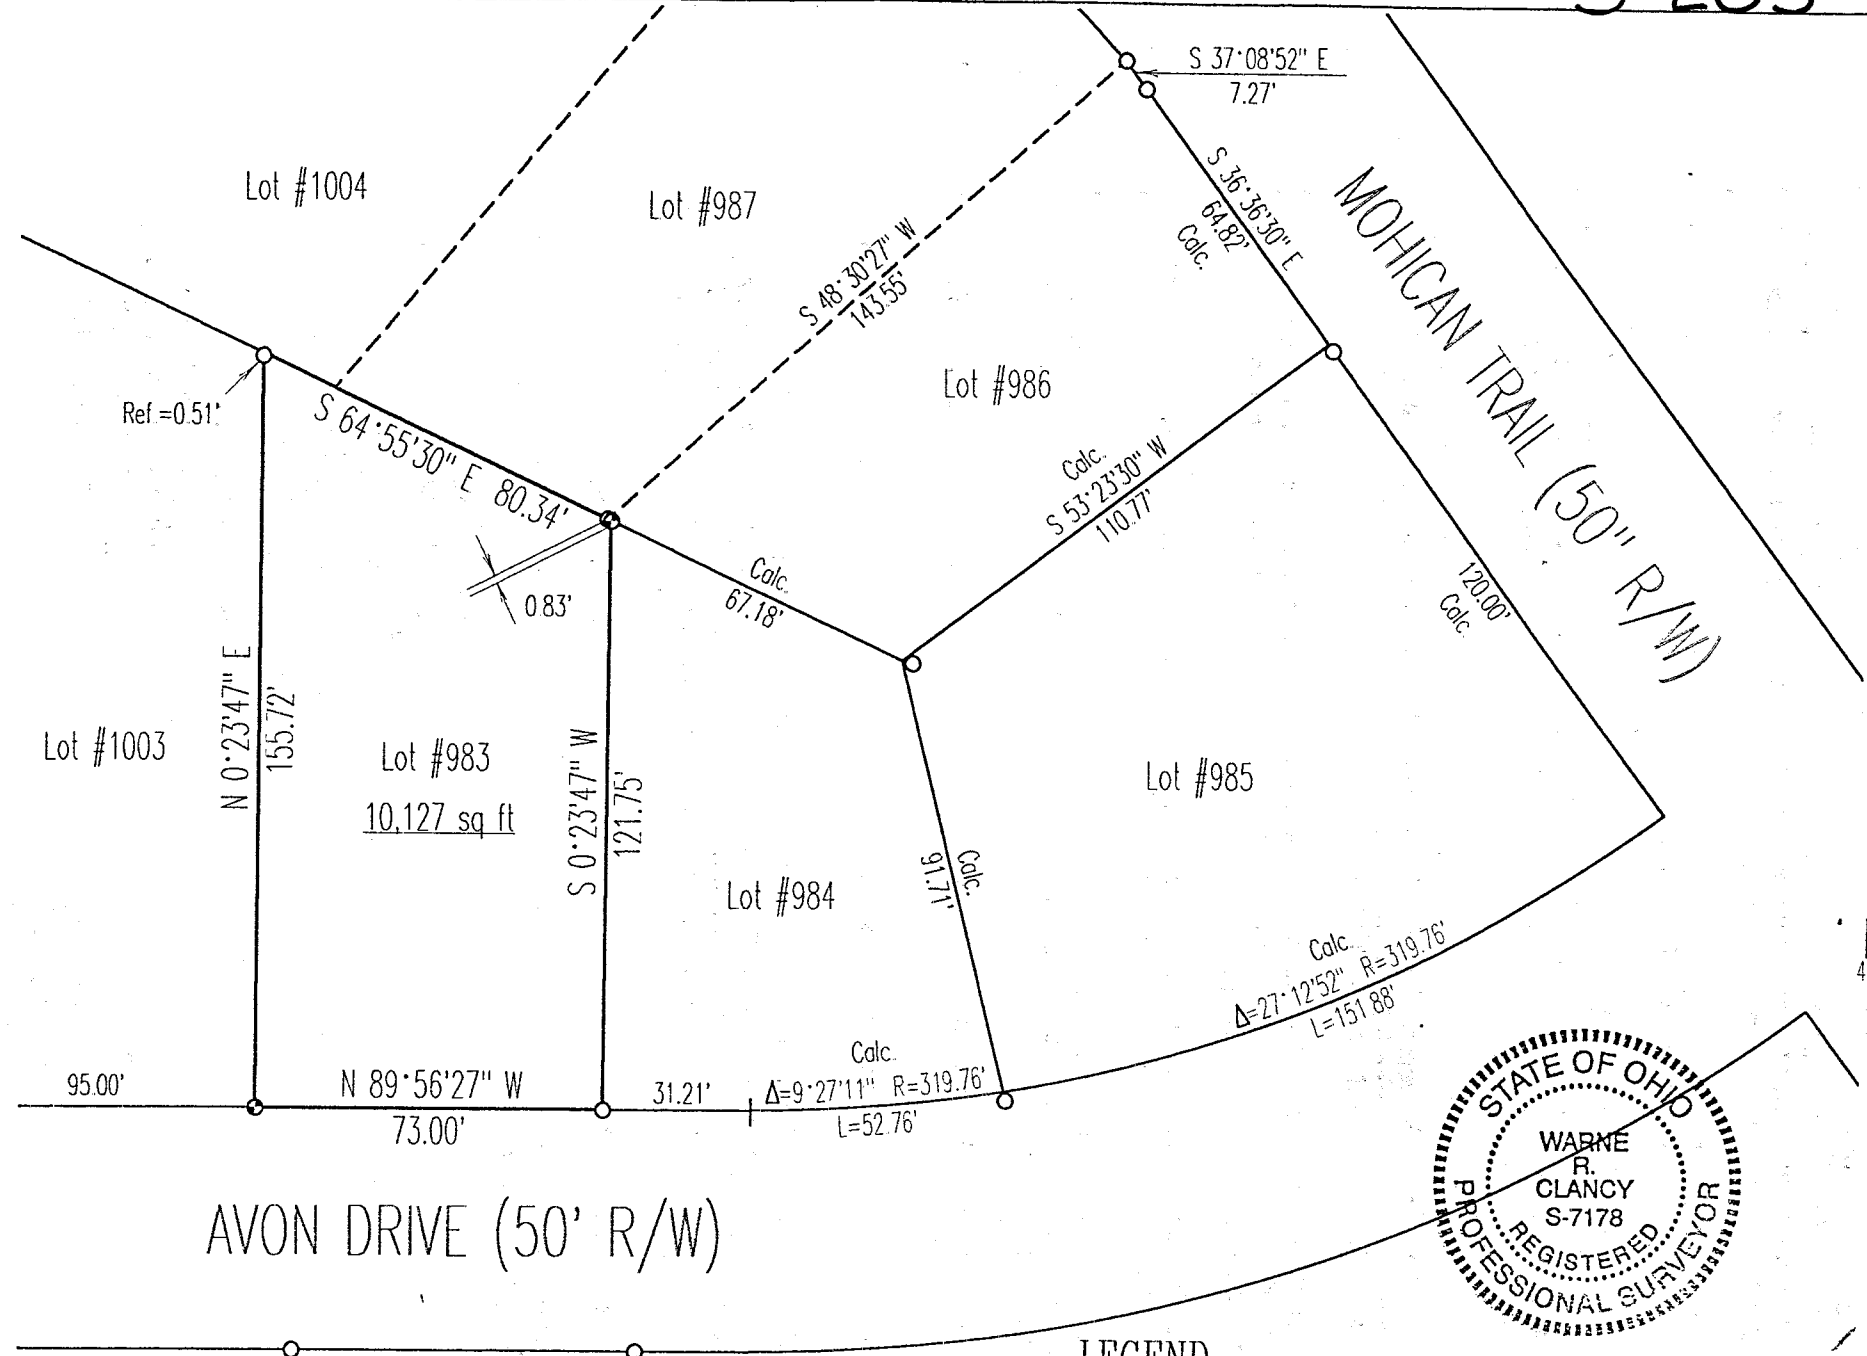 S 37°08'52" E
7.27'
Lot #1004
Lot #987
S 36°36'30" E
64.82'
Calc.
MOHICAN TRAIL (50" R/W)
S 48°30'27" W
143.55'
Ref.=0.51'
S 64°55'30" E 80.34'
Lot #986
Calc.
S 53°23'30" W
110.77'
0.83'
Calc.
67.18'
120.00'
Calc.
Lot #1003
N 0°23'47" E
155.72'
Lot #983
10,127 sq ft
S 0°23'47" W
121.75'
Lot #985
Lot #984
Calc.
91.71'
Calc.
Δ=27°12'52" R=319.76'
L=151.88'
95.00'
N 89°56'27" W
73.00'
31.21'
Calc.
Δ=9°27'11" R=319.76'
L=52.76'
AVON DRIVE (50' R/W)
STATE OF OHIO
WARNE
R.
CLANCY
S-7178
REGISTERED
PROFESSIONAL SURVEYOR
LEGEND